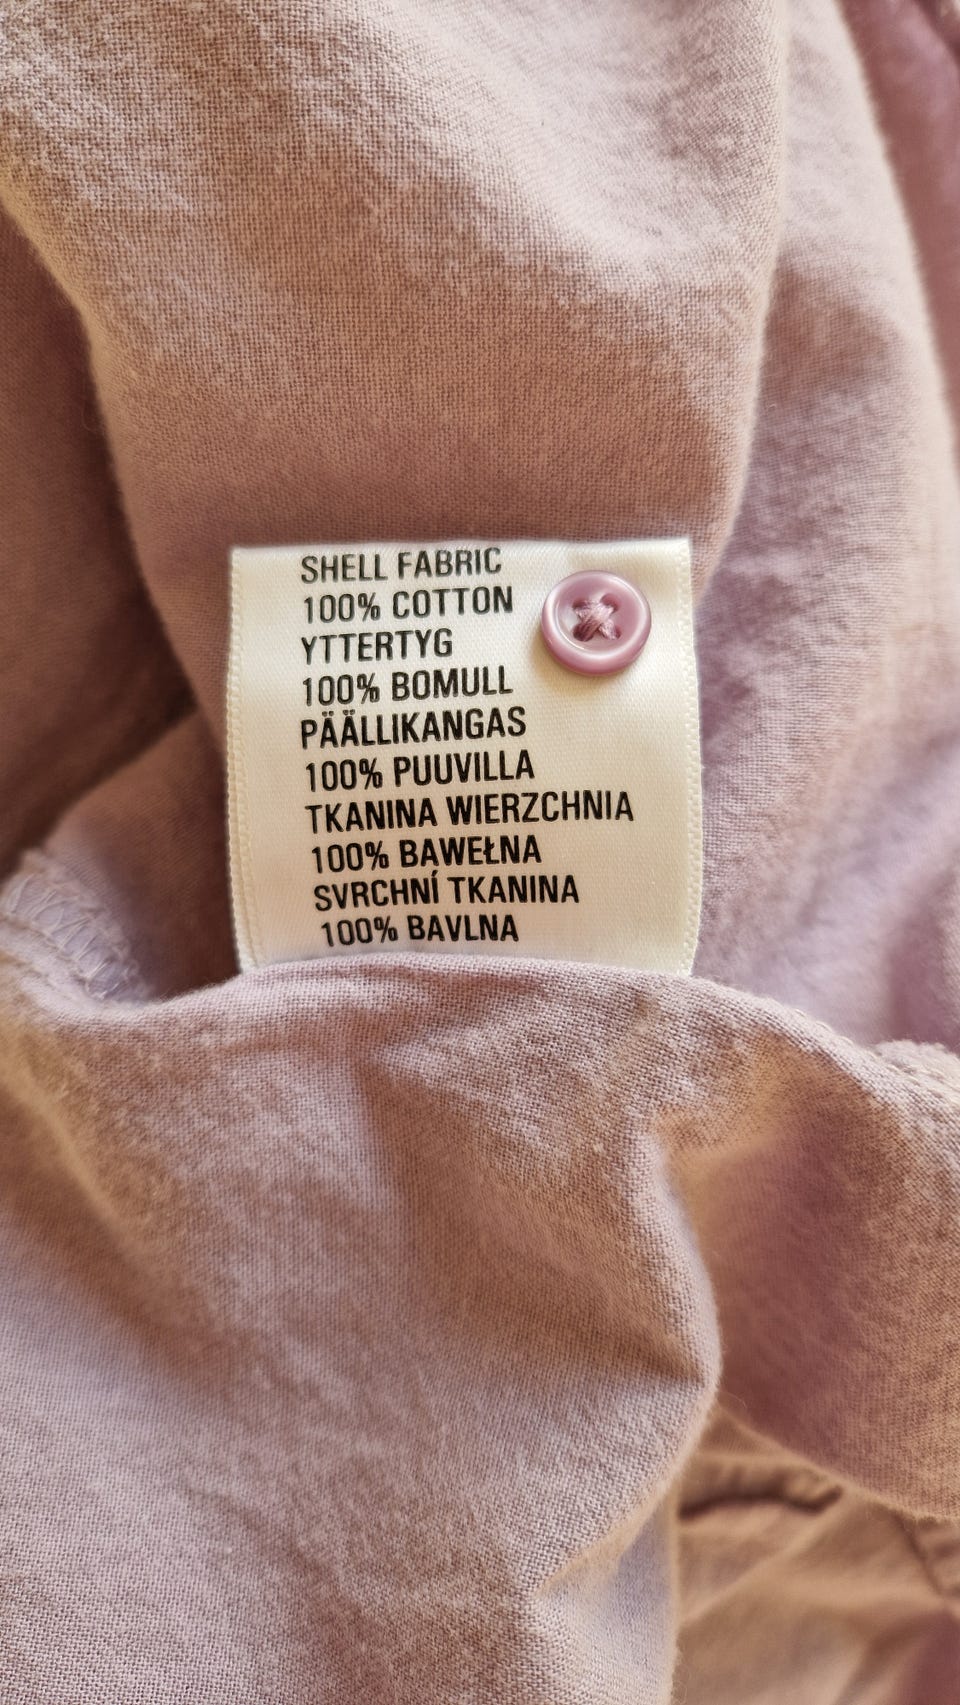 SHELL FABRIC
100% COTTON
YTTERTYG
100% BOMULL
PÄÄLLIKANGAS
100% PUUVILLA
TKANINA WIERZCHNIA
100% BAWEŁNA
SVRCHNÍ TKANINA
100% BAVLNA